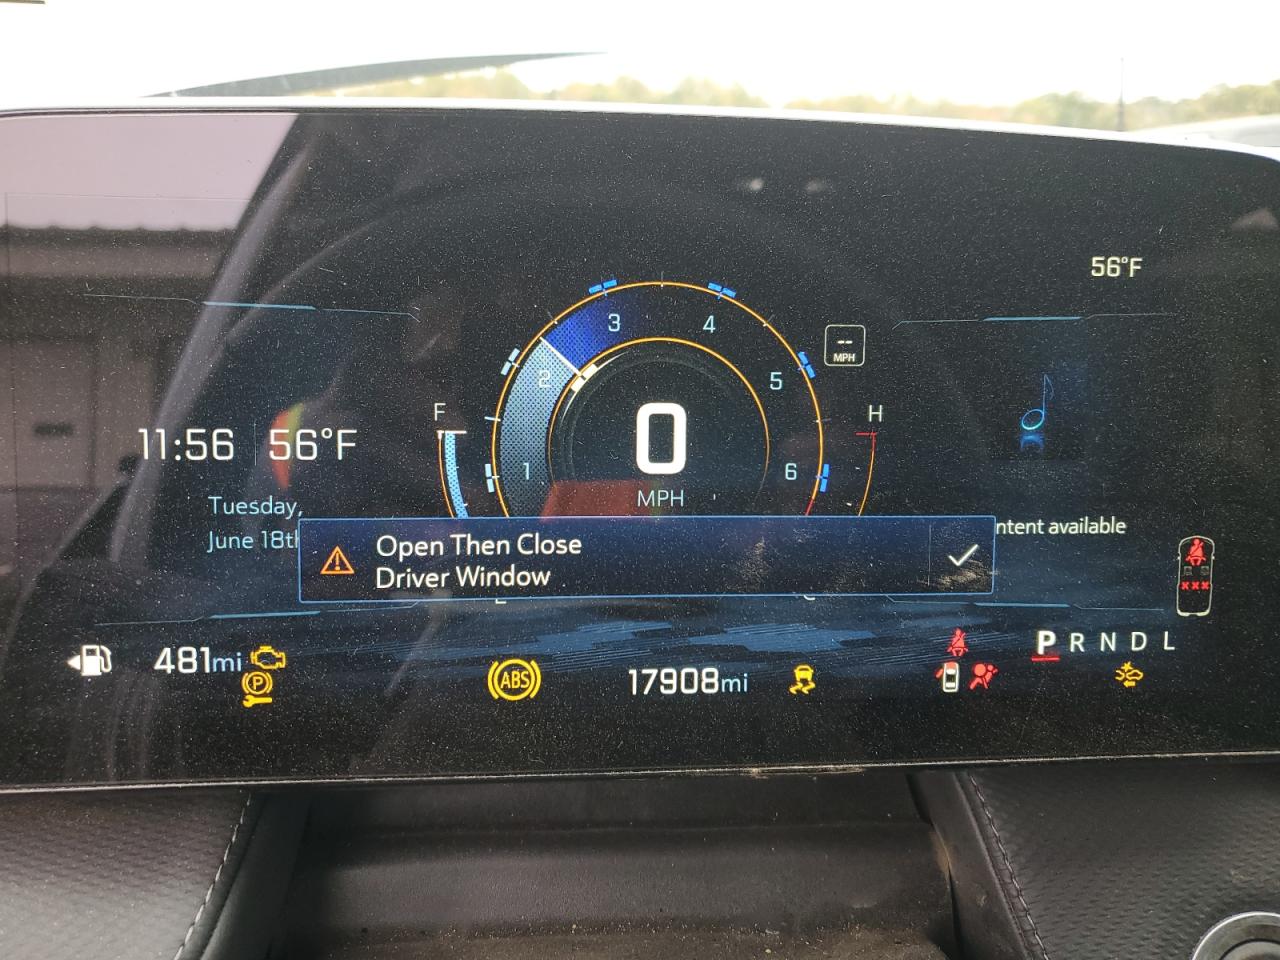 56°F
3
4
2
5
--
MPH
F
H
11:56
56°F
1
0
6
MPH
Tuesday,
June 18th
ntent available
Open Then Close
Driver Window
481mi
P
ABS
17908mi
P R N D L